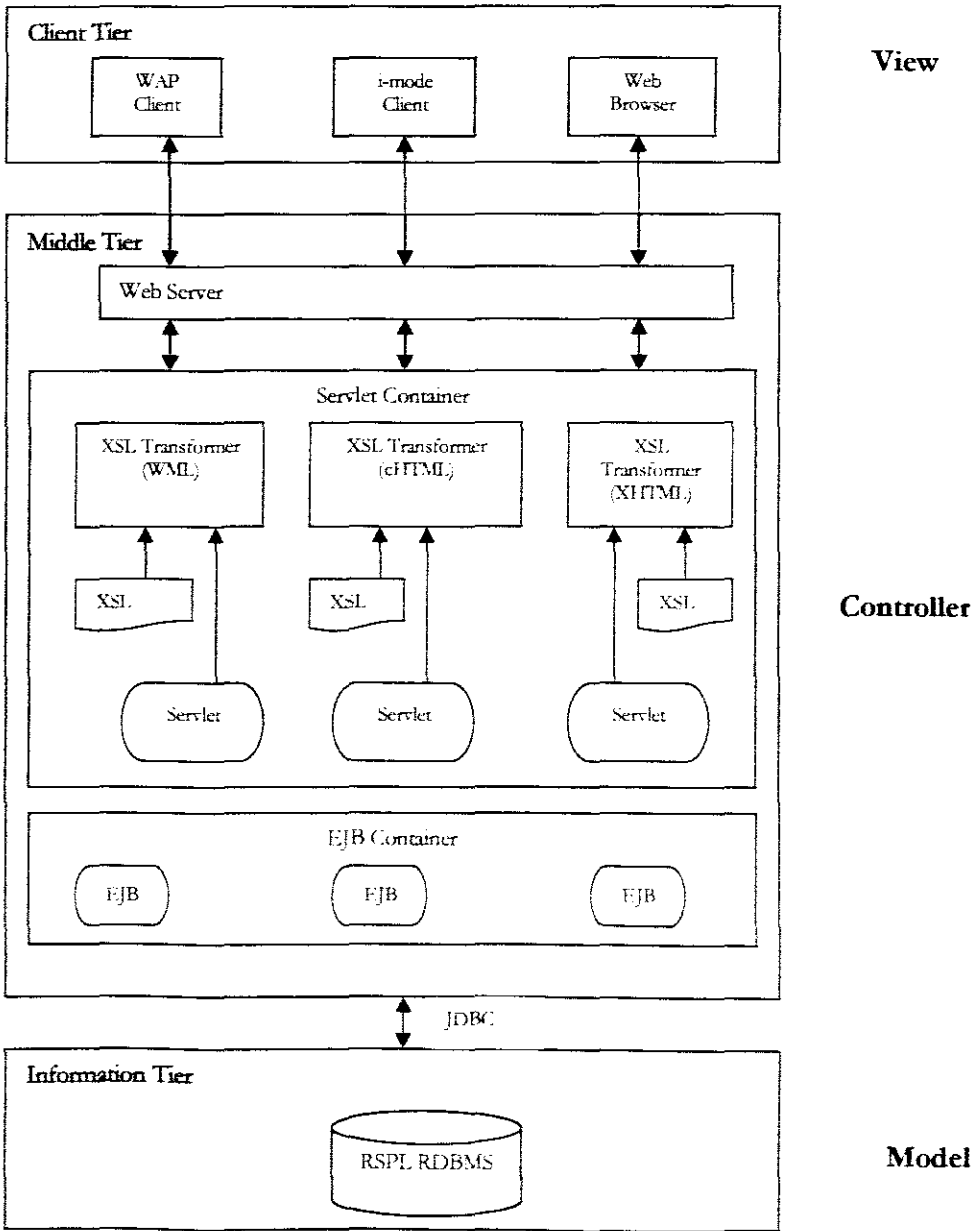 Client Tier
View
WAP
Client
i-mode
Client
Web
Browser
Middle Tier
Web Server
Servlet Container
XSL Transformer
(WML)
XSL Transformer
(cHTML)
XSL
Transformer
(XHTML)
XSL
XSL
XSL
Controller
Servlet
Servlet
Servlet
EJB Container
EJB
EJB
EJB
JDBC
Information Tier
RSPL RDBMS
Model